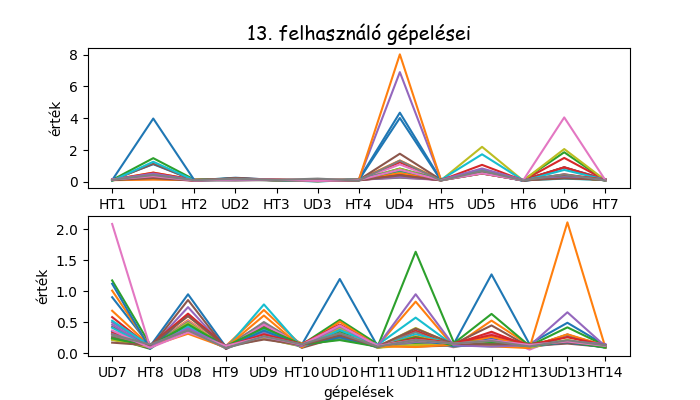 13. felhasználó gépelései
8
6
4
2
0
érték
HT1 UD1 HT2 UD2 HT3 UD3 HT4 UD4 HT5 UD5 HT6 UD6 HT7
2.0
1.5
1.0
0.5
0.0
érték
UD7 HT8 UD8 HT9 UD9 HT10 UD10 HT11 UD11 HT12 UD12 HT13 UD13 HT14
gépelések